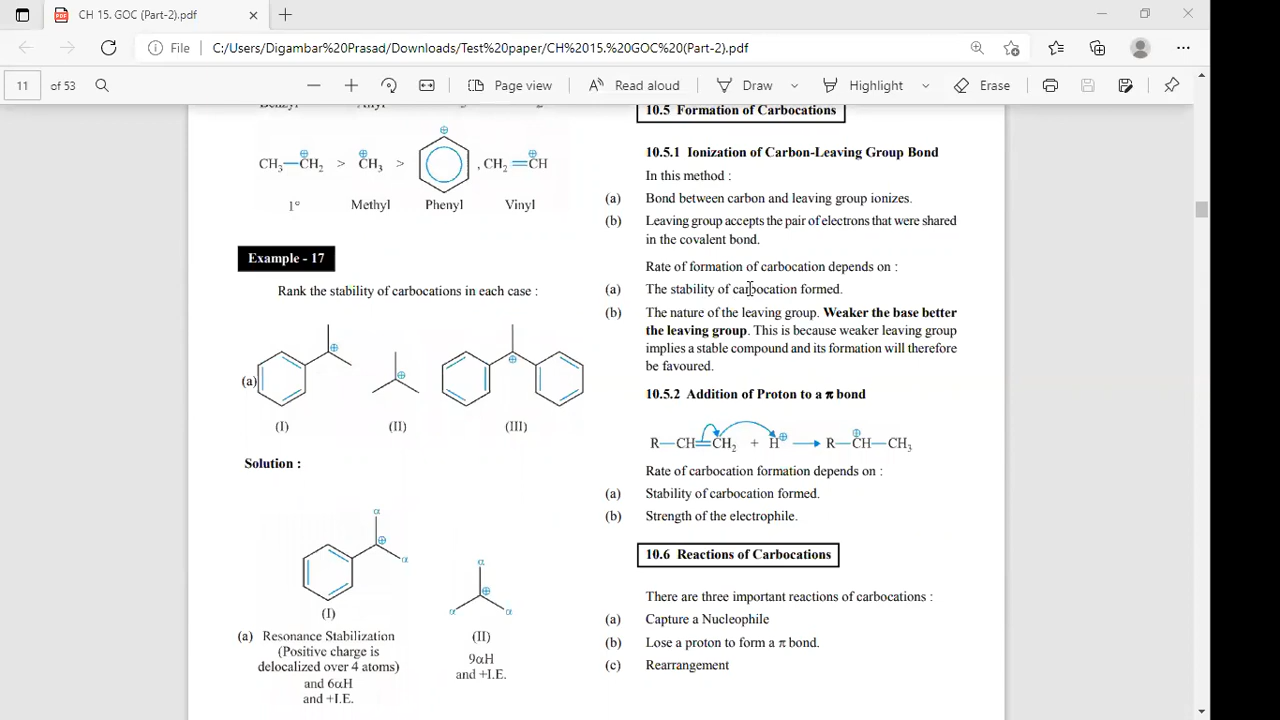 CH 15. GOC (Part-2).pdf
File C:/Users/Digambar%20Prasad/Downloads/Test%20paper/CH%2015.%20GOC%20(Part-2).pdf
11 of 53 Page view Read aloud Draw Highlight Erase
Benzyl Allyl
CH3—CH2 > CH3 > , CH2 = CH
⊕ ⊕ ⊕ ⊕
1° Methyl Phenyl Vinyl
Example - 17
Rank the stability of carbocations in each case :
(a)
⊕ ⊕ ⊕
(I) (II) (III)
Solution :
α
⊕
α
(I)
α
⊕
α α
(II)
(a) Resonance Stabilization
(Positive charge is
delocalized over 4 atoms)
and 6αH
and +I.E.
9αH
and +I.E.
10.5 Formation of Carbocations
10.5.1 Ionization of Carbon-Leaving Group Bond
In this method :
(a) Bond between carbon and leaving group ionizes.
(b) Leaving group accepts the pair of electrons that were shared
in the covalent bond.
Rate of formation of carbocation depends on :
(a) The stability of carbocation formed.
(b) The nature of the leaving group. Weaker the base better
the leaving group. This is because weaker leaving group
implies a stable compound and its formation will therefore
be favoured.
10.5.2 Addition of Proton to a π bond
R—CH=CH2 + H⊕ → R—CH⊕—CH3
Rate of carbocation formation depends on :
(a) Stability of carbocation formed.
(b) Strength of the electrophile.
10.6 Reactions of Carbocations
There are three important reactions of carbocations :
(a) Capture a Nucleophile
(b) Lose a proton to form a π bond.
(c) Rearrangement